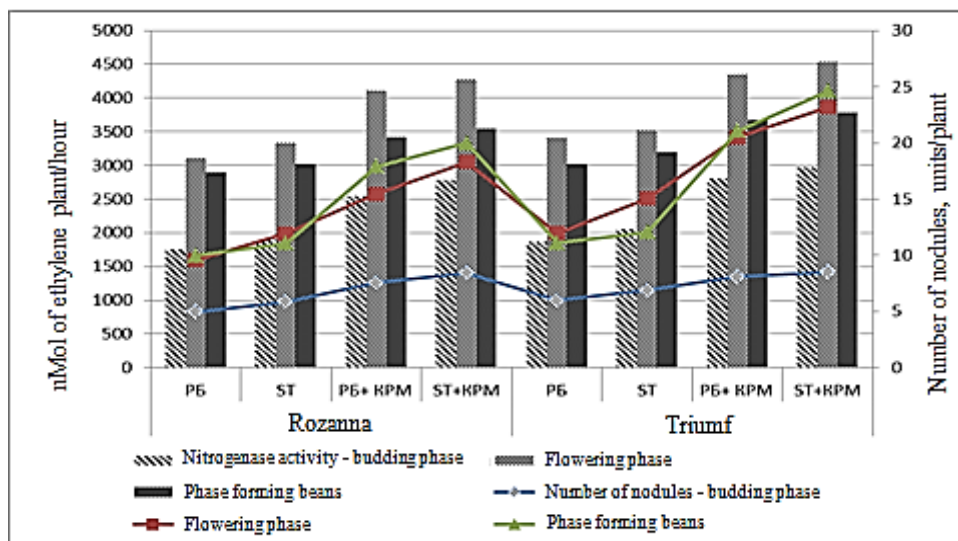 5000
4500
4000
3500
3000
2500
2000
1500
1000
500
0
nMol of ethylene plant/hour
30
25
20
15
10
5
0
Number of nodules, units/plant
РБ ST РБ+ КРМ ST+КРМ РБ ST РБ+ КРМ ST+КРМ
Rozanna Triumf
Nitrogenase activity - budding phase Flowering phase
Phase forming beans Number of nodules - budding phase
Flowering phase Phase forming beans